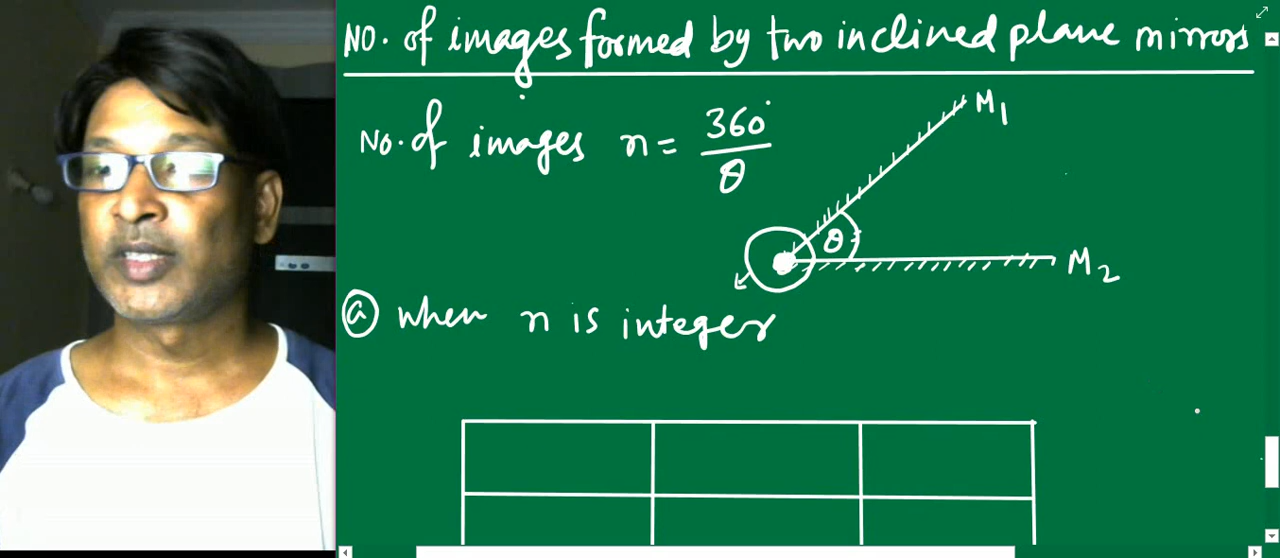 NO. of images formed by two inclined plane mirrors
No. of images n = 360°/θ
M1
θ
M2
(a) when n is integer